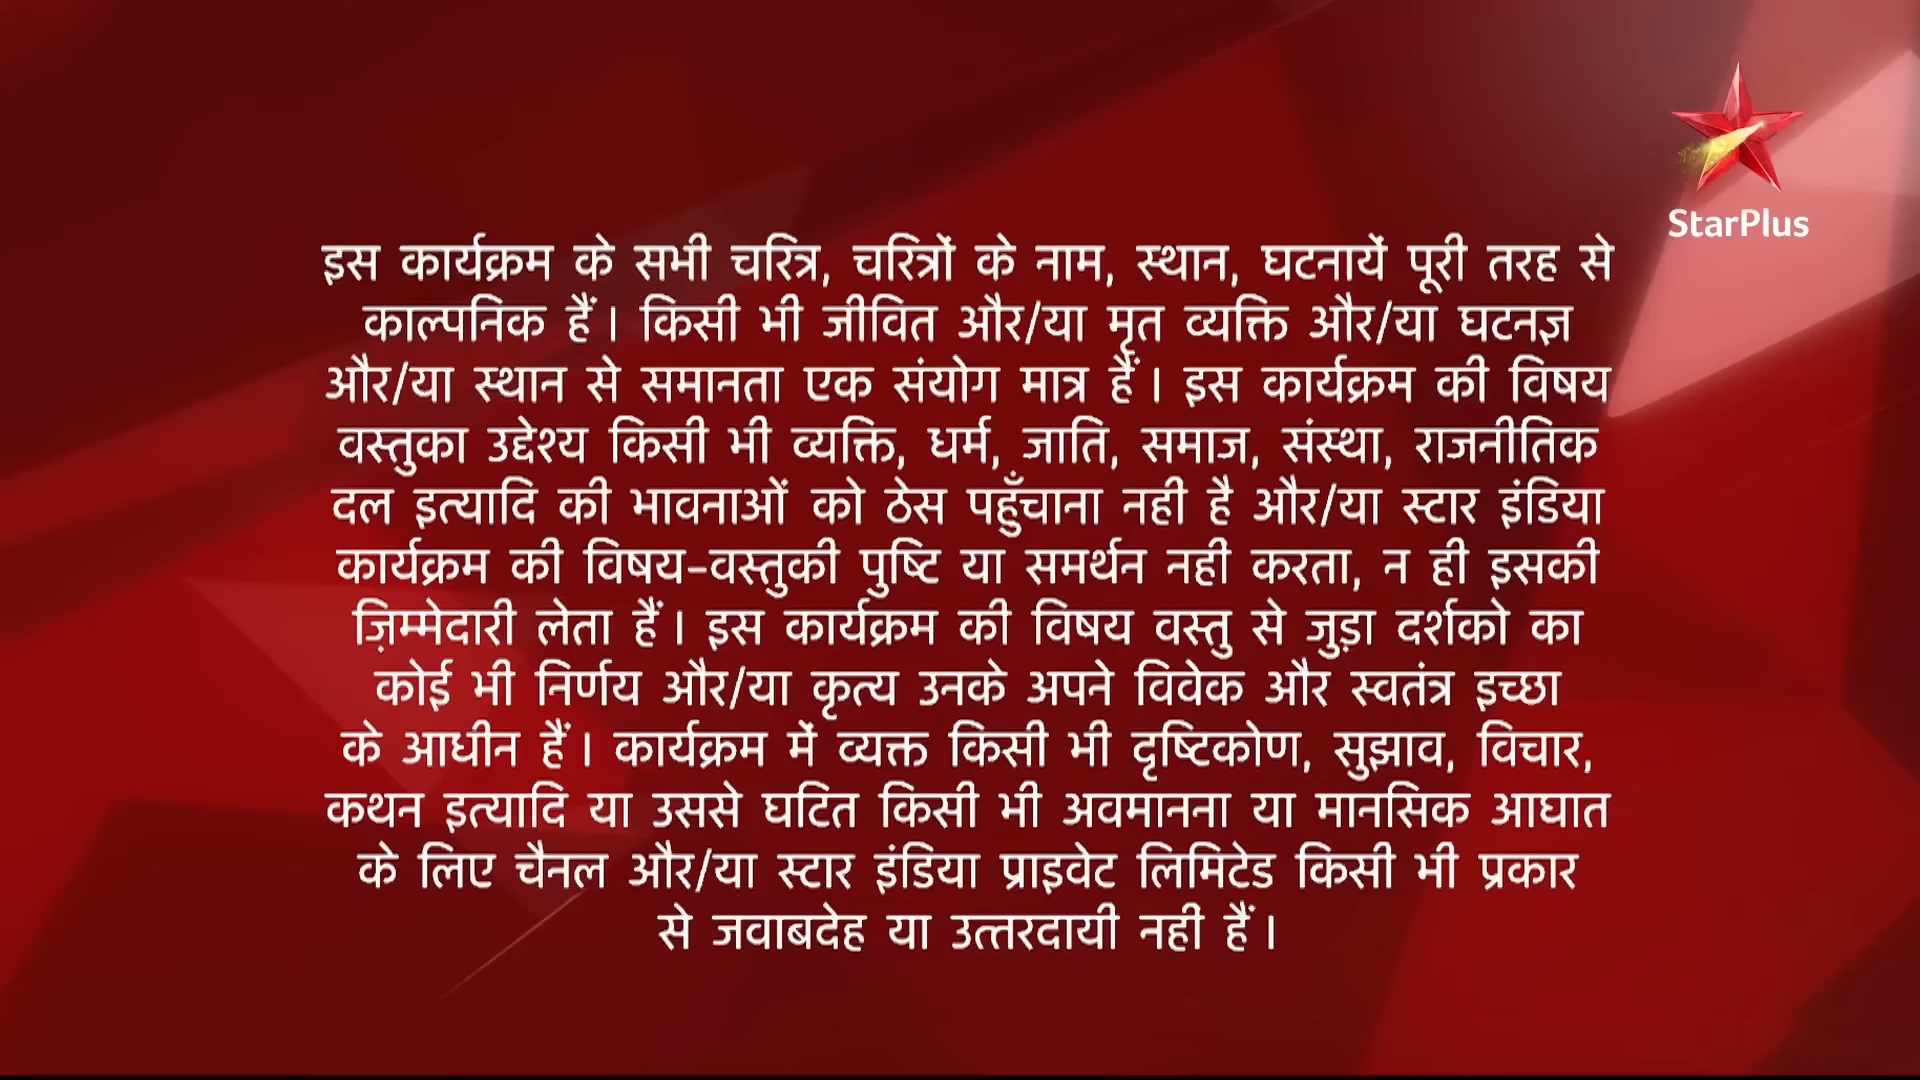 StarPlus
इस कार्यक्रम के सभी चरित्र, चरित्रों के नाम, स्थान, घटनायें पूरी तरह से
काल्पनिक हैं। किसी भी जीवित और/या मृत व्यक्ति और/या घटनज्ञ
और/या स्थान से समानता एक संयोग मात्र हैं। इस कार्यक्रम की विषय
वस्तुका उद्देश्य किसी भी व्यक्ति, धर्म, जाति, समाज, संस्था, राजनीतिक
दल इत्यादि की भावनाओं को ठेस पहुँचाना नही है और/या स्टार इंडिया
कार्यक्रम की विषय-वस्तुकी पुष्टि या समर्थन नही करता, न ही इसकी
ज़िम्मेदारी लेता हैं। इस कार्यक्रम की विषय वस्तु से जुड़ा दर्शको का
कोई भी निर्णय और/या कृत्य उनके अपने विवेक और स्वतंत्र इच्छा
के आधीन हैं। कार्यक्रम में व्यक्त किसी भी दृष्टिकोण, सुझाव, विचार,
कथन इत्यादि या उससे घटित किसी भी अवमानना या मानसिक आघात
के लिए चैनल और/या स्टार इंडिया प्राइवेट लिमिटेड किसी भी प्रकार
से जवाबदेह या उत्तरदायी नही हैं।